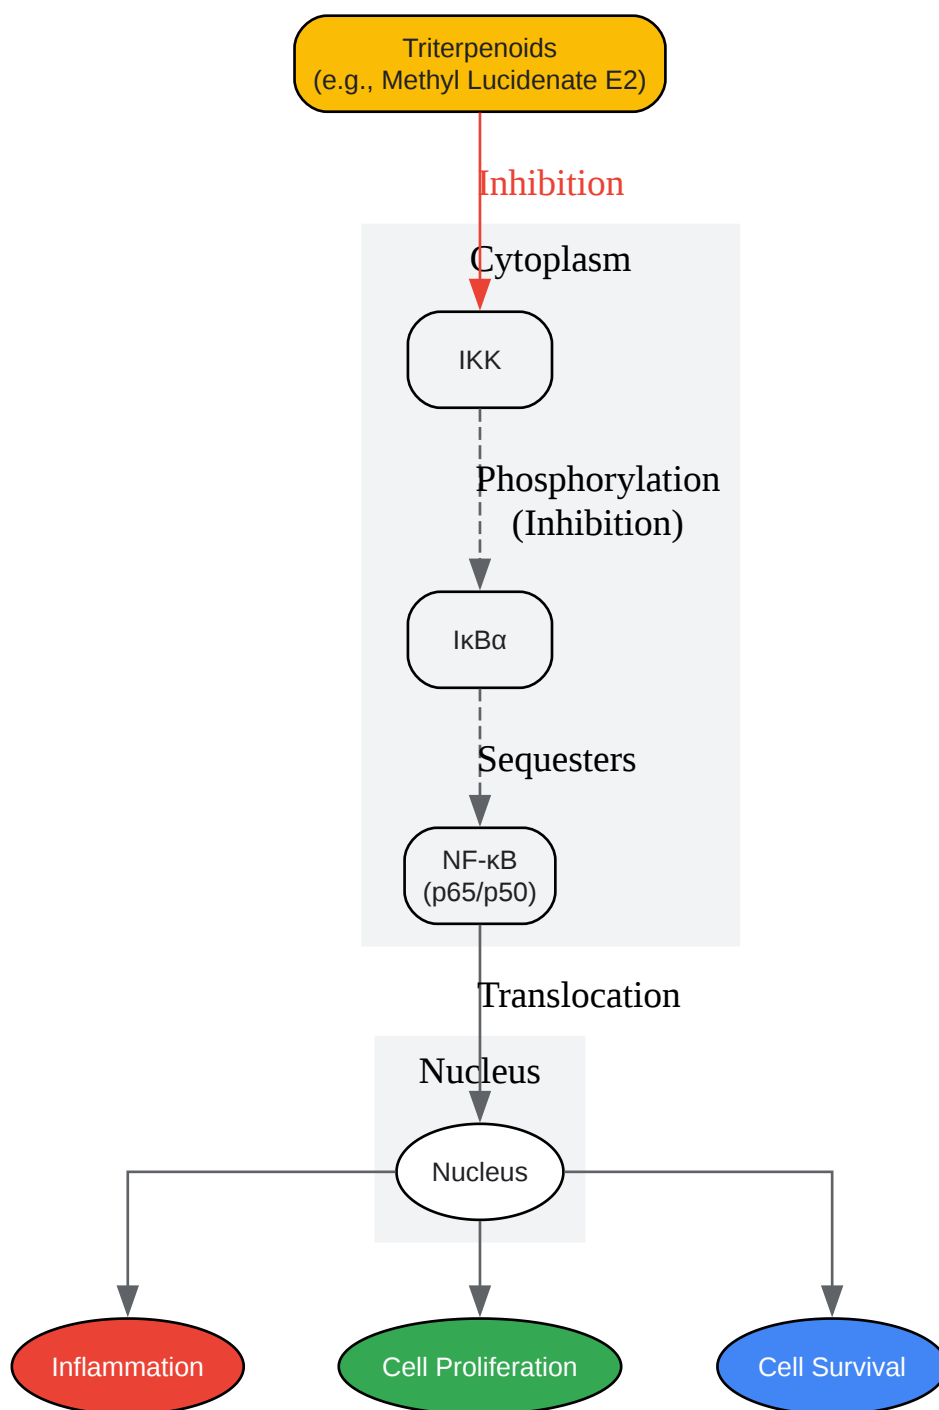 Triterpenoids
(e.g., Methyl Lucidenate E2)
Inhibition
Cytoplasm
IKK
Phosphorylation
(Inhibition)
IκBα
Sequesters
NF-κB
(p65/p50)
Translocation
Nucleus
Nucleus
Inflammation
Cell Proliferation
Cell Survival